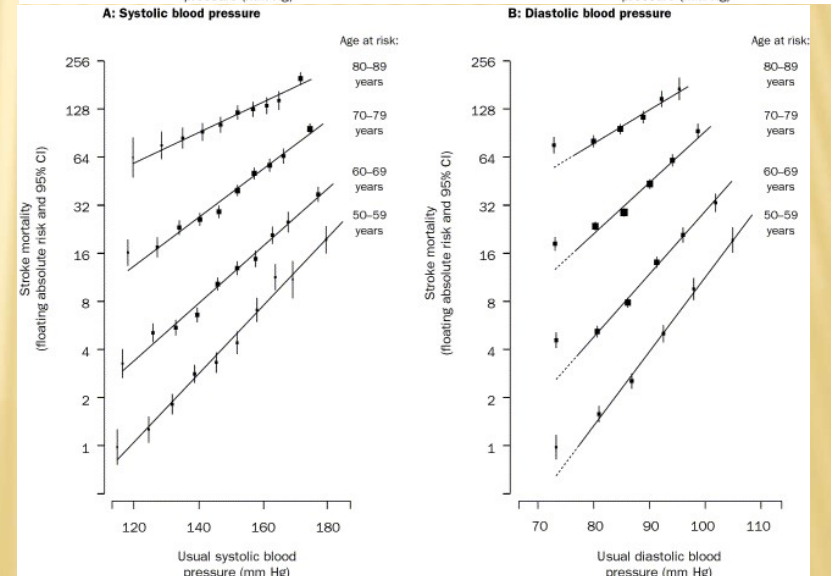 A: Systolic blood pressure
Age at risk:
80–89
years
70–79
years
60–69
years
50–59
years
256
128
64
32
16
8
4
2
1
Stroke mortality
(floating absolute risk and 95% CI)
120
140
160
180
Usual systolic blood
pressure (mm Hg)
B: Diastolic blood pressure
Age at risk:
80–89
years
70–79
years
60–69
years
50–59
years
256
128
64
32
16
8
4
2
1
Stroke mortality
(floating absolute risk and 95% CI)
70
80
90
100
110
Usual diastolic blood
pressure (mm Hg)